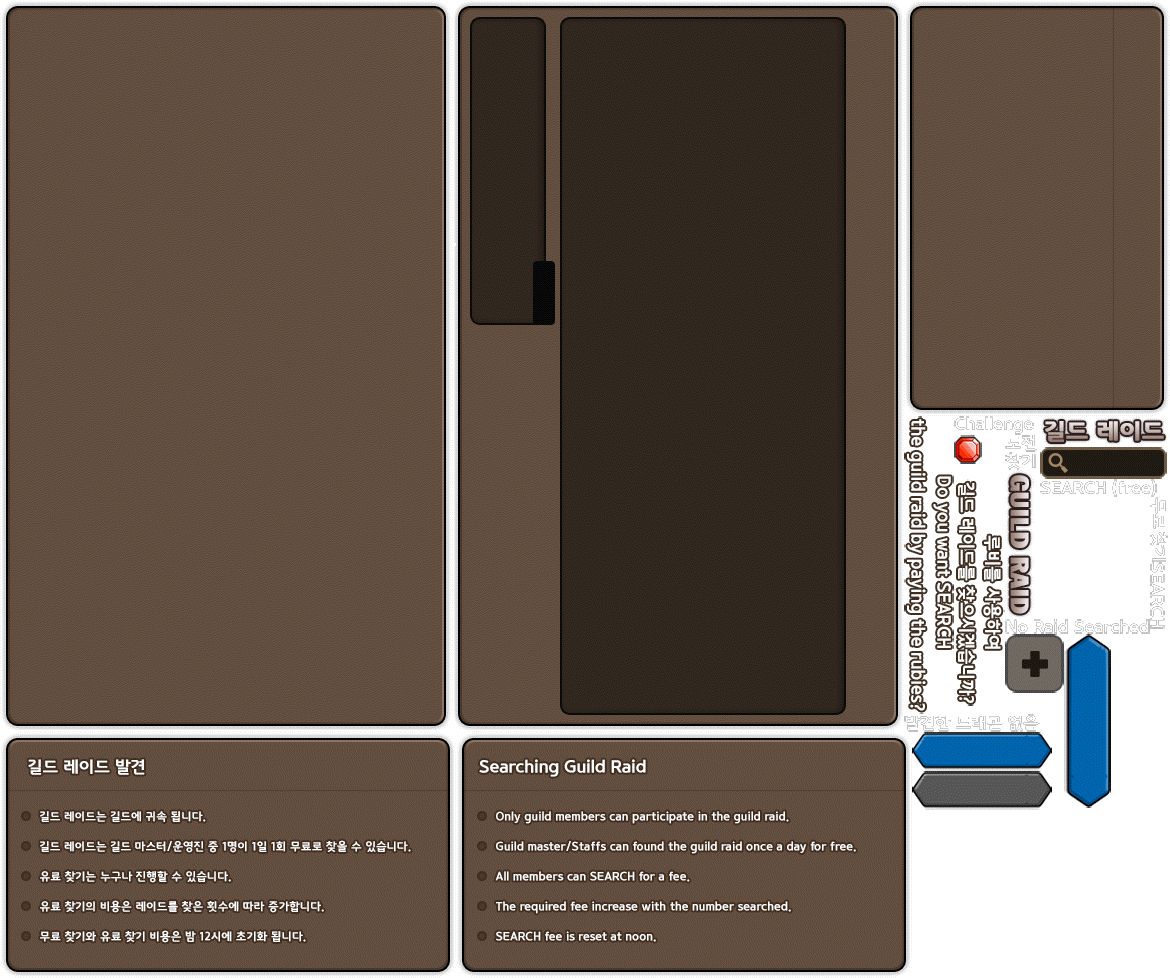 Challenge
도전
찾기
길드 레이드
SEARCH (free)
무료 찾기
SEARCH
GUILD RAID
루비를 사용하여
길드 레이드를 찾으시겠습니까?
Do you want SEARCH
the guild raid by paying the rubies?
No Raid Searched
발견한 드래곤 없음
길드 레이드 발견
길드 레이드는 길드에 귀속 됩니다.
길드 레이드는 길드 마스터/운영진 중 1명이 1일 1회 무료로 찾을 수 있습니다.
유료 찾기는 누구나 진행할 수 있습니다.
유료 찾기의 비용은 레이드를 찾은 횟수에 따라 증가합니다.
무료 찾기와 유료 찾기 비용은 밤 12시에 초기화 됩니다.
Searching Guild Raid
Only guild members can participate in the guild raid.
Guild master/Staffs can found the guild raid once a day for free.
All members can SEARCH for a fee.
The required fee increase with the number searched.
SEARCH fee is reset at noon.